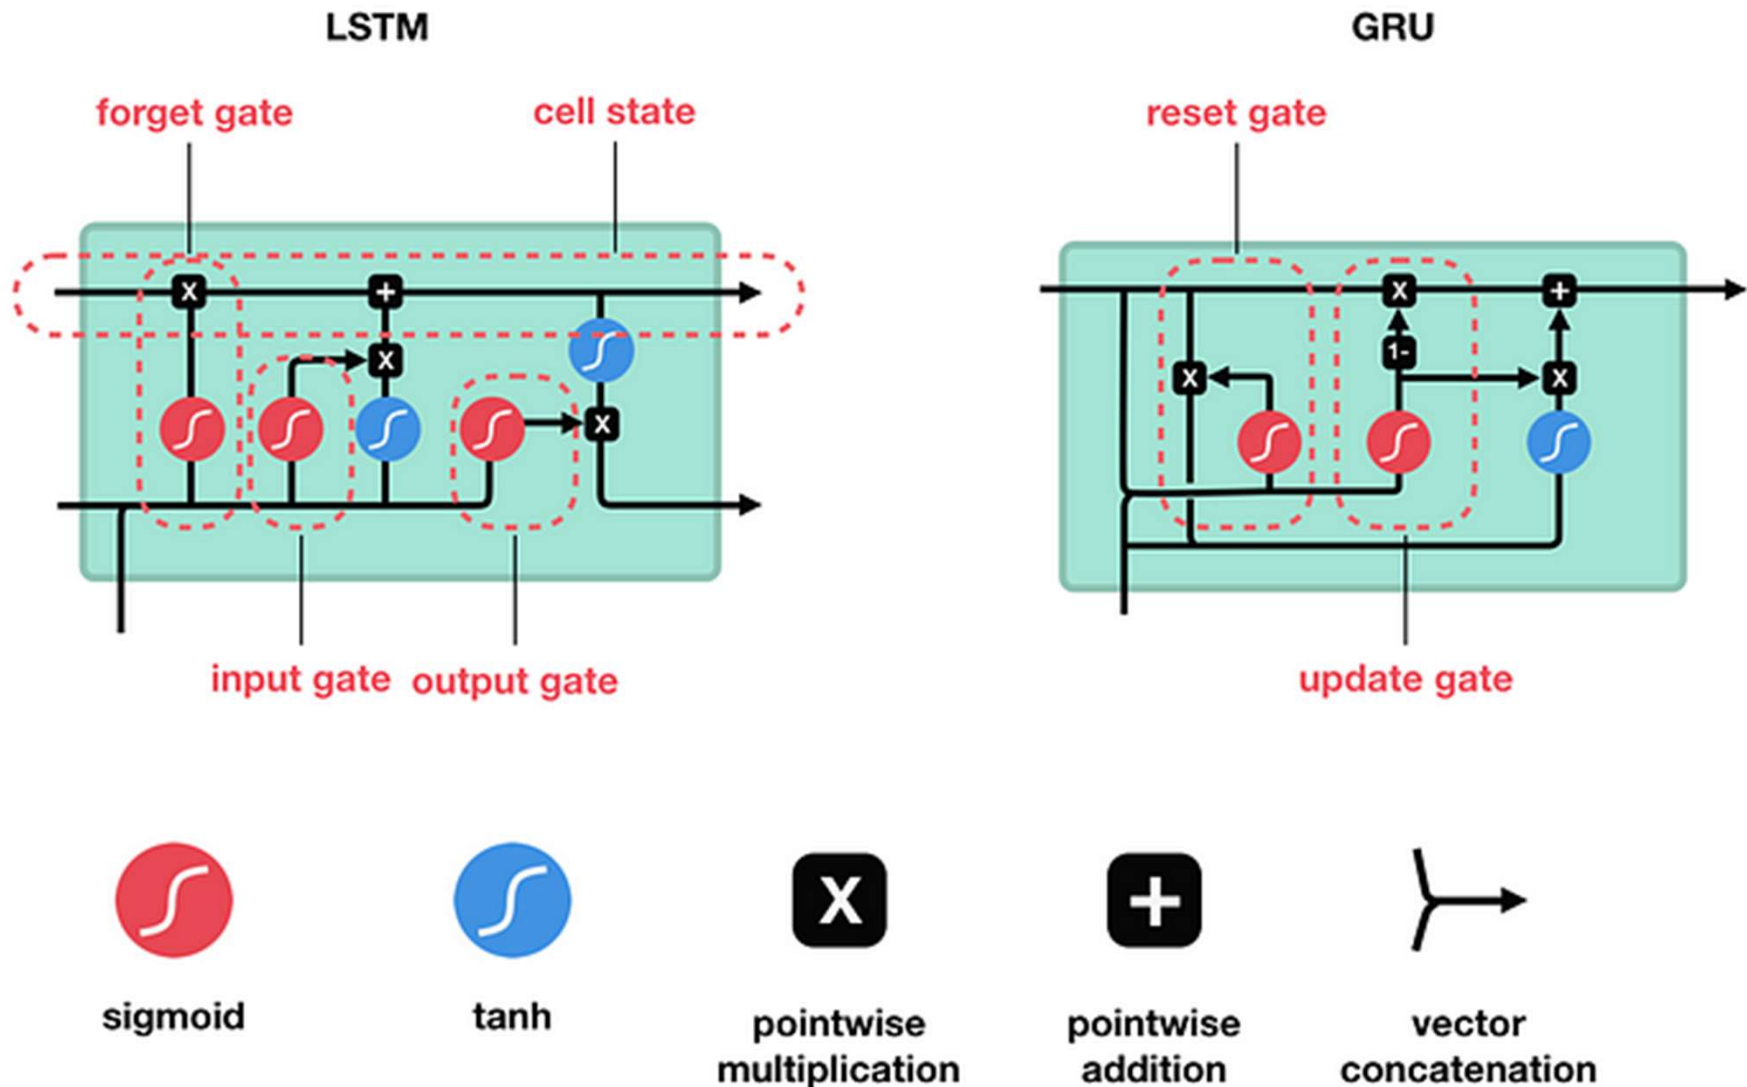 LSTM
GRU
forget gate
cell state
reset gate
X
+
X
X
X
+
1-
X
X
input gate
output gate
update gate
X
+
sigmoid
tanh
pointwise
multiplication
pointwise
addition
vector
concatenation